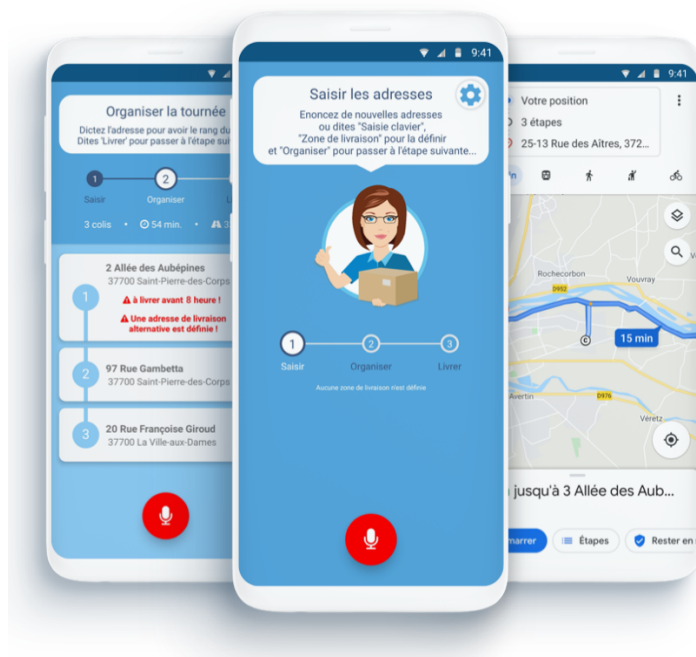 9:41
Organiser la tournée
Dictez l'adresse pour avoir le rang du
Dites 'Livrer' pour passer à l'étape sui
1
2
Saisir
Organiser
L
3 colis • 54 min. • 3
1
2 Allée des Aubépines
37700 Saint-Pierre-des-Corps
à livrer avant 8 heure !
Une adresse de livraison
alternative est définie !
2
97 Rue Gambetta
37700 Saint-Pierre-des-Corps
3
20 Rue Françoise Giroud
37700 La Ville-aux-Dames
Saisir les adresses
Enoncez de nouvelles adresses
ou dites "Saisie clavier",
"Zone de livraison" pour la définir
et "Organiser" pour passer à l'étape suivante...
1
2
3
Saisir
Organiser
Livrer
Aucune zone de livraison n'est définie
9:41
Votre position
3 étapes
25-13 Rue des Aîtres, 372...
Rochecorbon
Vouvray
D952
15 min
C
Avertin
D976
Véretz
jusqu'à 3 Allée des Aub...
marrer
Étapes
Rester en